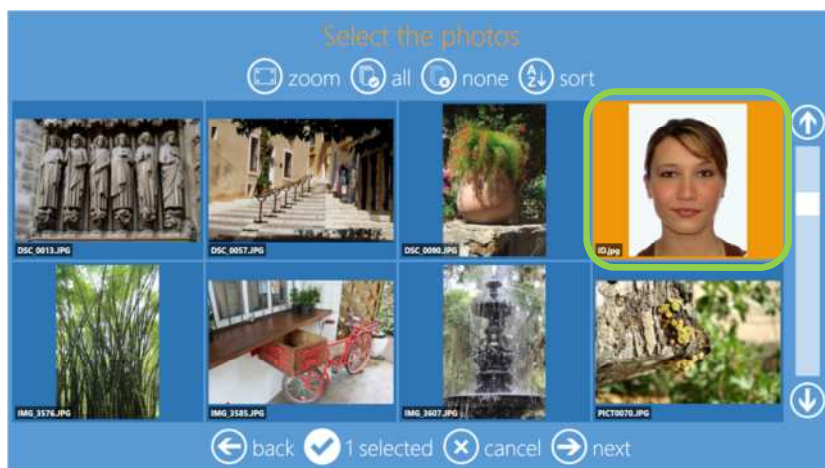 Select the photos
zoom all none A Z sort
DSC_0013.JPG DSC_0057.JPG DSC_0090.JPG ID.jpg
IMG_3576.JPG IMG_3585.JPG IMG_3607.JPG PICT0070.JPG
back 1 selected cancel next